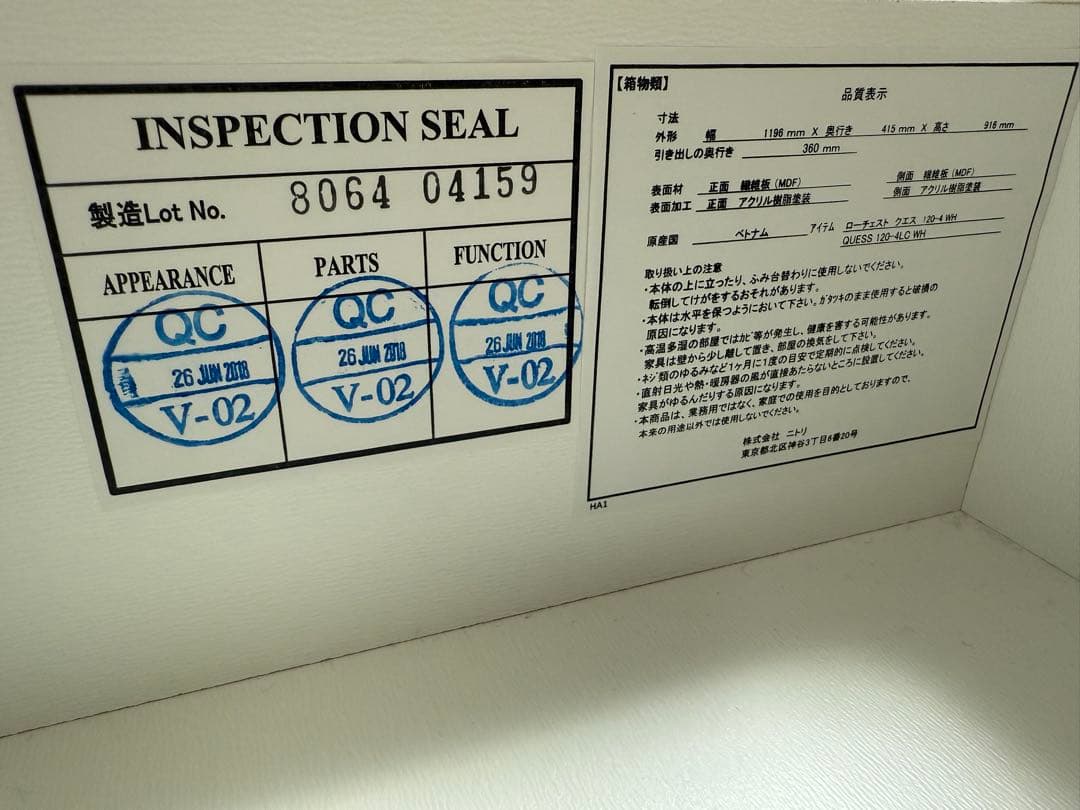 INSPECTION SEAL
製造Lot No. 8064 04159
APPEARANCE PARTS FUNCTION
QC QC QC
26 JUN 2018 26 JUN 2018 26 JUN 2018
V-02 V-02 V-02
【箱物類】
品質表示
寸法
外形 幅 1196 mm X 奥行き 415 mm X 高さ 916 mm
引き出しの奥行き 360 mm
表面材 正面 繊維板(MDF) 側面 繊維板(MDF)
表面加工 正面 アクリル樹脂塗装 側面 アクリル樹脂塗装
原産国 ベトナム アイテム ローチェスト クエス 120-4 WH
QUESS 120-4LC WH
取り扱い上の注意
・本体の上に立ったり、ふみ台替わりに使用しないでください。
転倒してけがをするおそれがあります。
・本体は水平を保つようにおいて下さい。ガタツキのまま使用すると破損の
原因になります。
・高温多湿の部屋ではカビ等が発生し、健康を害する可能性があります。
家具は壁から少し離して置き、部屋の換気をして下さい。
・ネジ類のゆるみなど1ヶ月に1度の目安で定期的に点検してください。
・直射日光や熱・暖房器の風が直接あたらないところに設置してください。
家具がゆるんだりする原因になります。
・本商品は、業務用ではなく、家庭での使用を目的としておりますので、
本来の用途以外では使用しないでください。
株式会社 ニトリ
東京都北区神谷3丁目6番20号
HA1